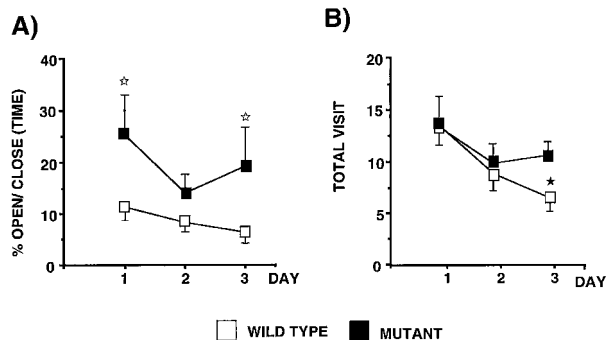 A)
% OPEN/ CLOSE (TIME)
40
30
20
10
0
1
2
3
DAY
B)
TOTAL VISIT
20
15
10
5
0
1
2
3
DAY
WILD TYPE
MUTANT